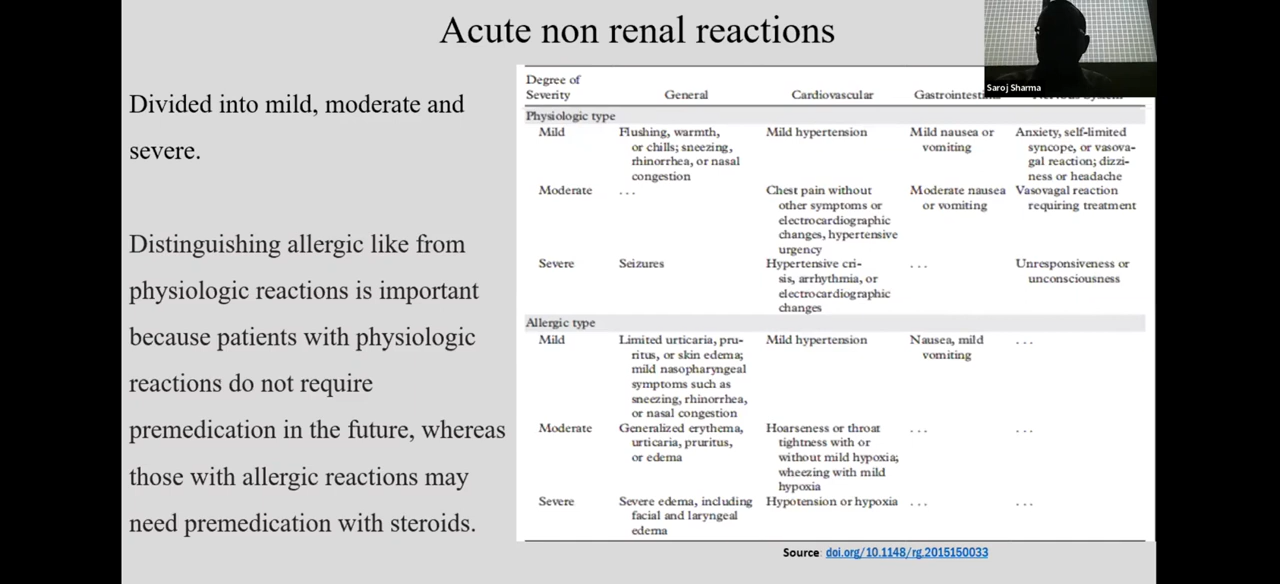 Acute non renal reactions
Saroj Sharma
Divided into mild, moderate and
severe.
Distinguishing allergic like from
physiologic reactions is important
because patients with physiologic
reactions do not require
premedication in the future, whereas
those with allergic reactions may
need premedication with steroids.
Degree of
Severity General Cardiovascular
Physiologic type
Mild Flushing, warmth, Mild hypertension Mild nausea or Anxiety, self-limited
or chills; sneezing, vomiting syncope, or vasova-
rhinorrhea, or nasal gal reaction; dizzi-
congestion ness or headache
Moderate . . . Chest pain without Moderate nausea Vasovagal reaction
other symptoms or or vomiting requiring treatment
electrocardiographic
changes, hypertensive
urgency
Severe Seizures Hypertensive cri- . . . Unresponsiveness or
sis, arrhythmia, or unconsciousness
electrocardiographic
changes
Allergic type
Mild Limited urticaria, pru- Mild hypertension Nausea, mild . . .
ritus, or skin edema; vomiting
mild nasopharyngeal
symptoms such as
sneezing, rhinorrhea,
or nasal congestion
Moderate Generalized erythema, Hoarseness or throat . . . . . .
urticaria, pruritus, tightness with or
or edema without mild hypoxia;
wheezing with mild
hypoxia
Severe Severe edema, including Hypotension or hypoxia . . . . . .
facial and laryngeal
edema
Source: doi.org/10.1148/rg.2015150033